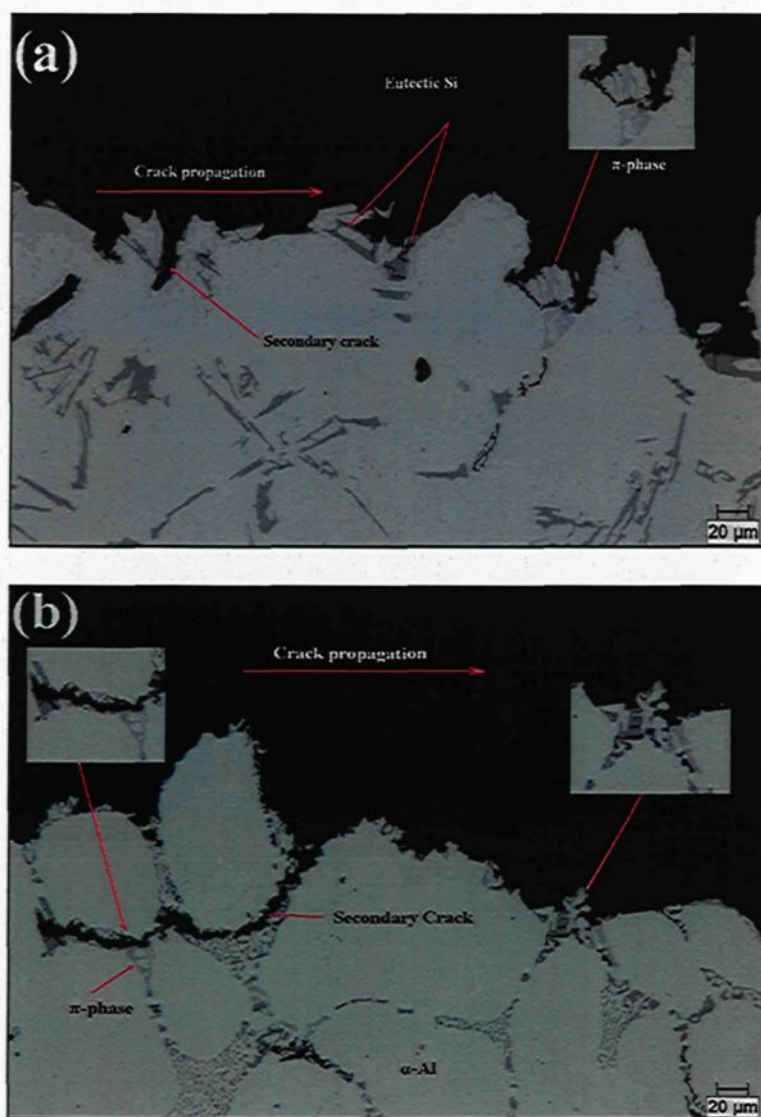 (a)
Eutectic Si
π-phase
Crack propagation
Secondary crack
20 μm
(b)
Crack propagation
Secondary Crack
π-phase
α-Al
20 μm